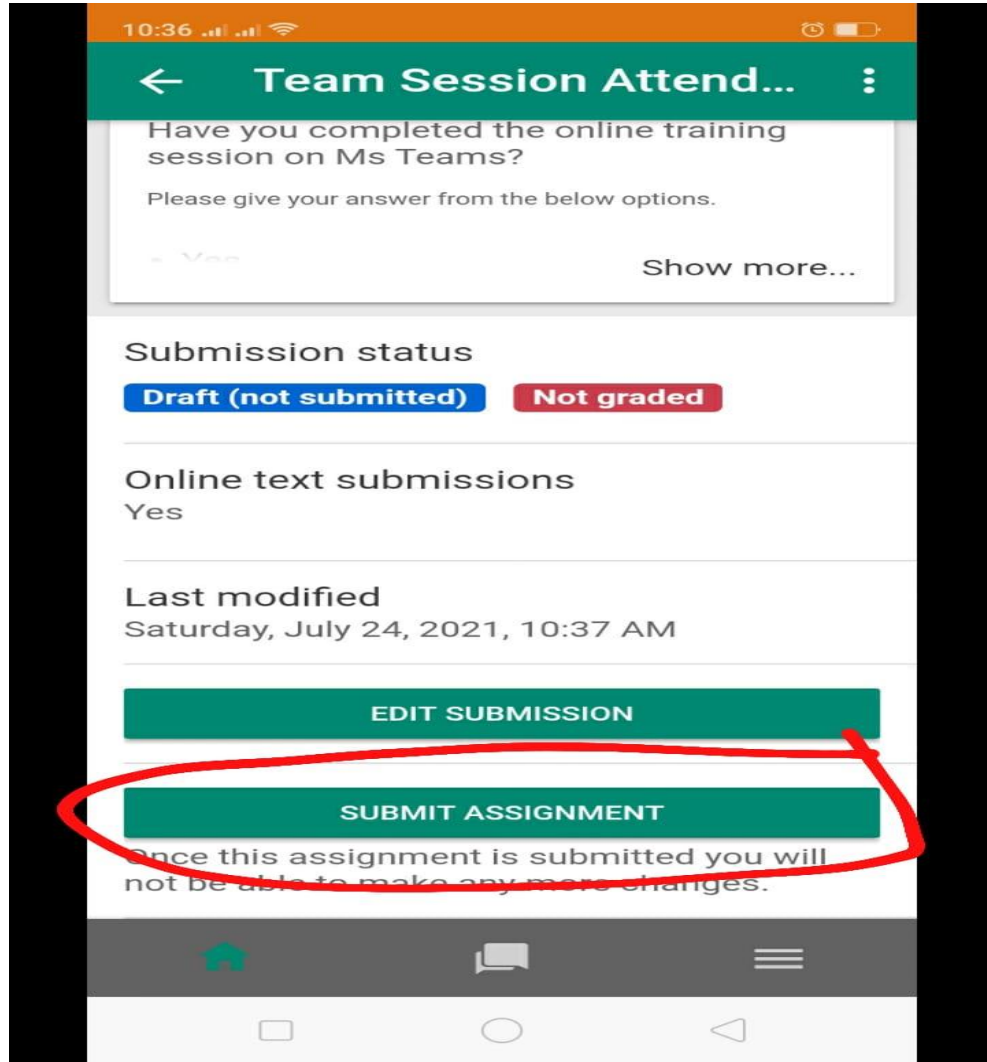 10:36
Team Session Attend...
Have you completed the online training
session on Ms Teams?
Please give your answer from the below options.
• Yes
Show more...
Submission status
Draft (not submitted) Not graded
Online text submissions
Yes
Last modified
Saturday, July 24, 2021, 10:37 AM
EDIT SUBMISSION
SUBMIT ASSIGNMENT
Once this assignment is submitted you will
not be able to make any more changes.